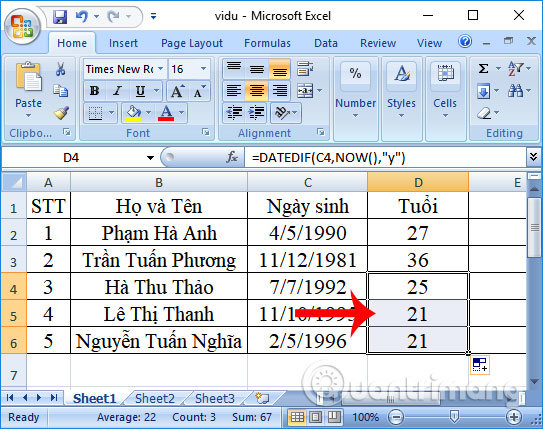 vidu - Microsoft Excel
Home Insert Page Layout Formulas Data Review View
Times New Ro 16
Paste
B I U A A
Σ
%
Number
A
Styles
Cells
Clipboa... Font Alignment Editing
D4 fx =DATEDIF(C4,NOW(),"y")
A B C D E
1 STT Họ và Tên Ngày sinh Tuổi
2 1 Phạm Hà Anh 4/5/1990 27
3 2 Trần Tuấn Phương 11/12/1981 36
4 3 Hà Thu Thảo 7/7/1992 25
5 4 Lê Thị Thanh 21
6 5 Nguyễn Tuấn Nghĩa 2/5/1996 21
7
Quantrimang
Sheet1 Sheet2 Sheet3
Ready Average: 22 Count: 3 Sum: 67 100%